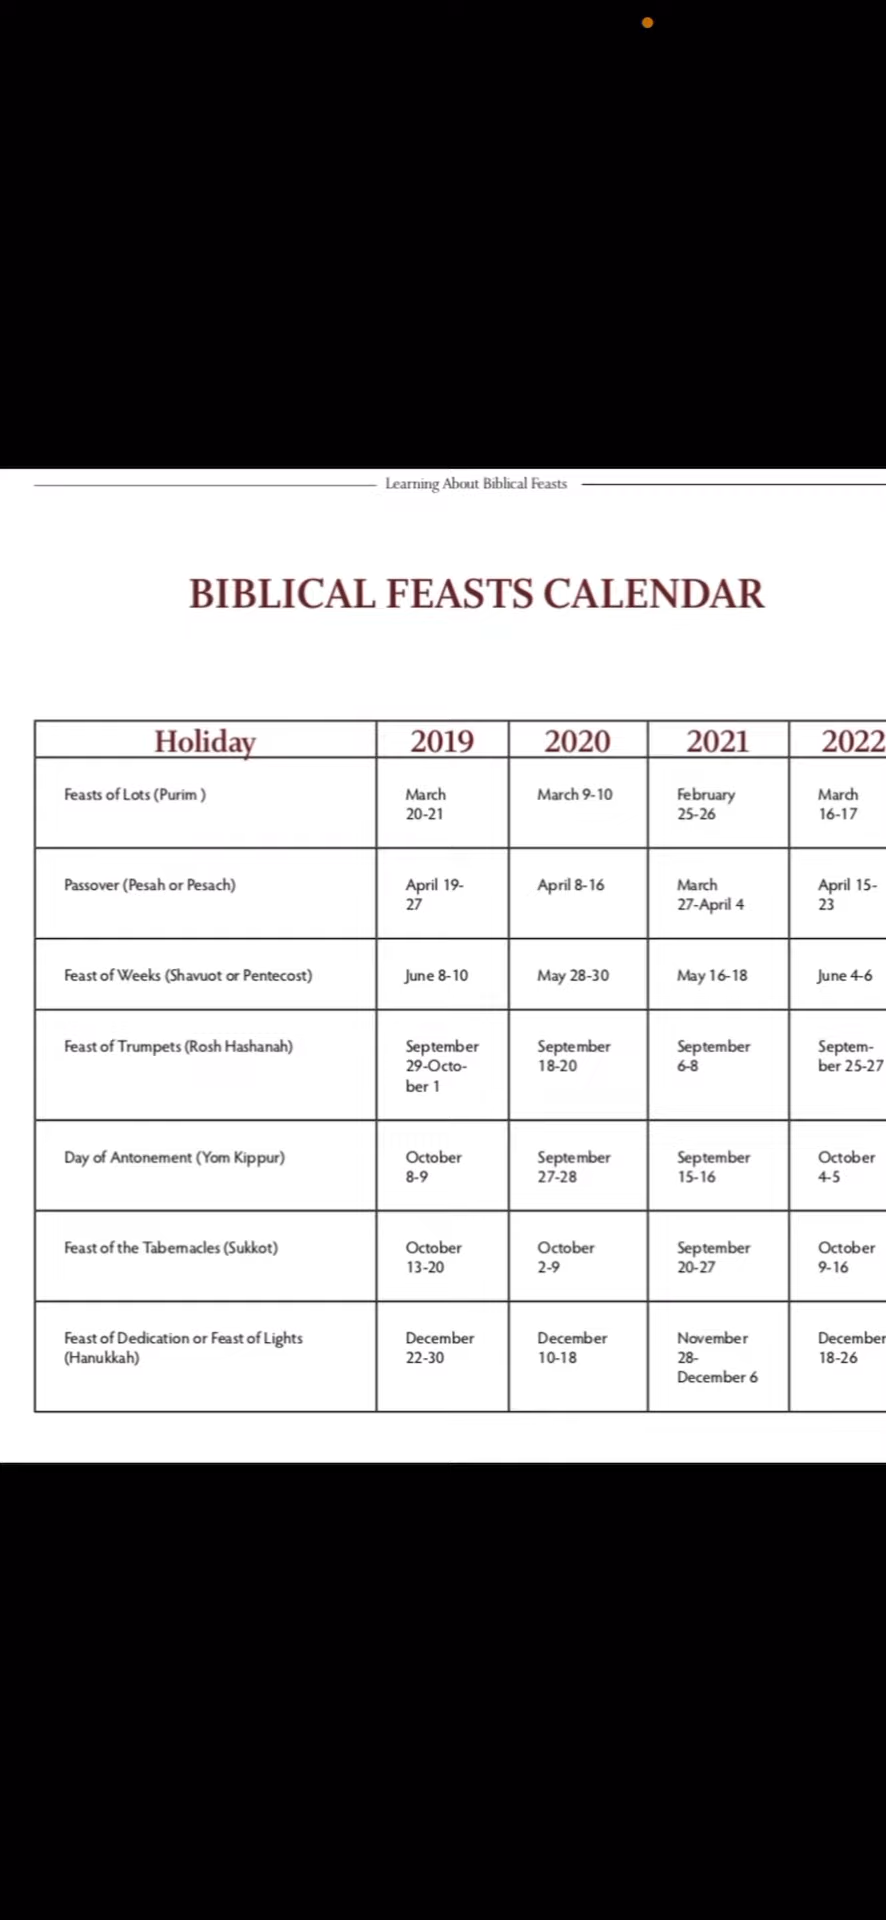 Learning About Biblical Feasts
BIBLICAL FEASTS CALENDAR
Holiday 2019 2020 2021 2022
Feasts of Lots (Purim ) March March 9-10 February March
20-21 25-26 16-17
Passover (Pesah or Pesach) April 19- April 8-16 March April 15-
27 27-April 4 23
Feast of Weeks (Shavuot or Pentecost) June 8-10 May 28-30 May 16-18 June 4-6
Feast of Trumpets (Rosh Hashanah) September September September Septem-
29-Octo- 18-20 6-8 ber 25-27
ber 1
Day of Antonement (Yom Kippur) October September September October
8-9 27-28 15-16 4-5
Feast of the Tabernacles (Sukkot) October October September October
13-20 2-9 20-27 9-16
Feast of Dedication or Feast of Lights December December November December
(Hanukkah) 22-30 10-18 28- 18-26
December 6